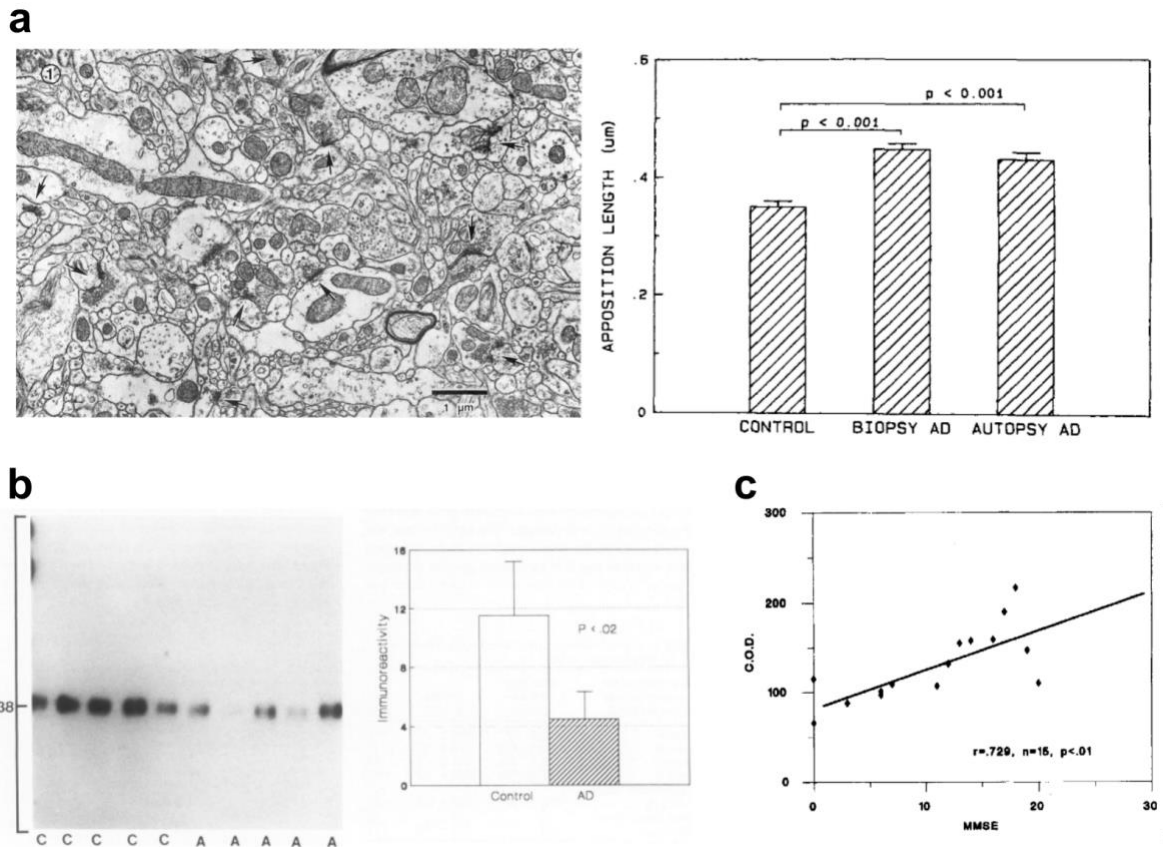 a
1
1 µm
APPOSITION LENGTH (um)
.5
.4
.2
0
p < 0.001
p < 0.001
CONTROL BIOPSY AD AUTOPSY AD
b
38
C C C C C A A A A A
Immunoreactivity
16
12
8
4
0
P <.02
Control AD
c
C.O.D.
300
200
100
0
r=.729, n=15, p<.01
0 10 20 30
MMSE